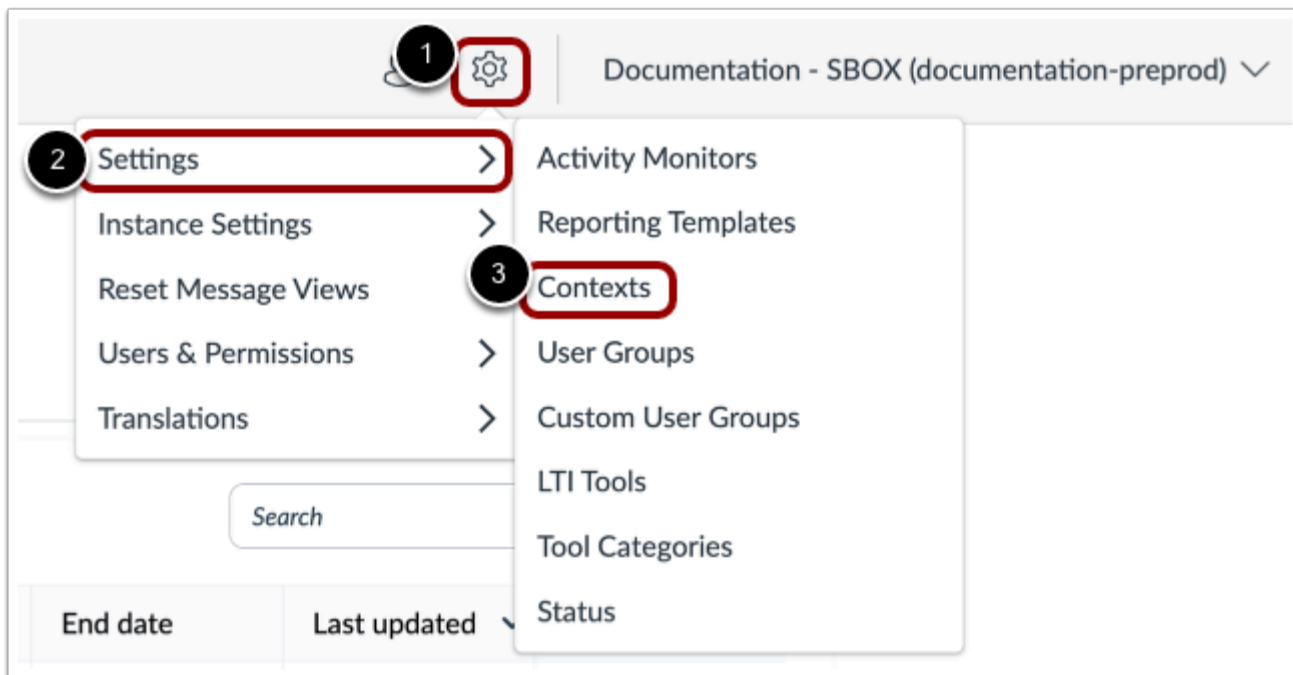 1
Documentation - SBOX (documentation-preprod)
2
Settings
Instance Settings
Reset Message Views
Users & Permissions
Translations
Activity Monitors
Reporting Templates
3
Contexts
User Groups
Custom User Groups
LTI Tools
Tool Categories
Status
Search
End date
Last updated